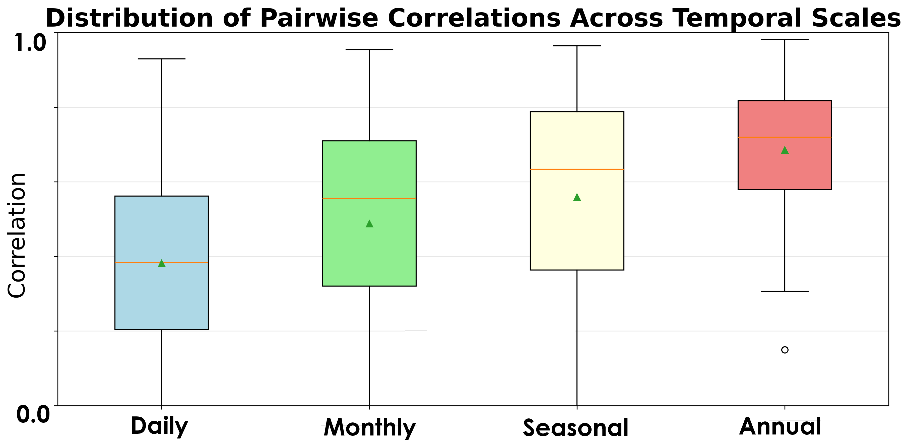 Distribution of Pairwise Correlations Across Temporal Scales
1.0
Correlation
0.0
Daily Monthly Seasonal Annual